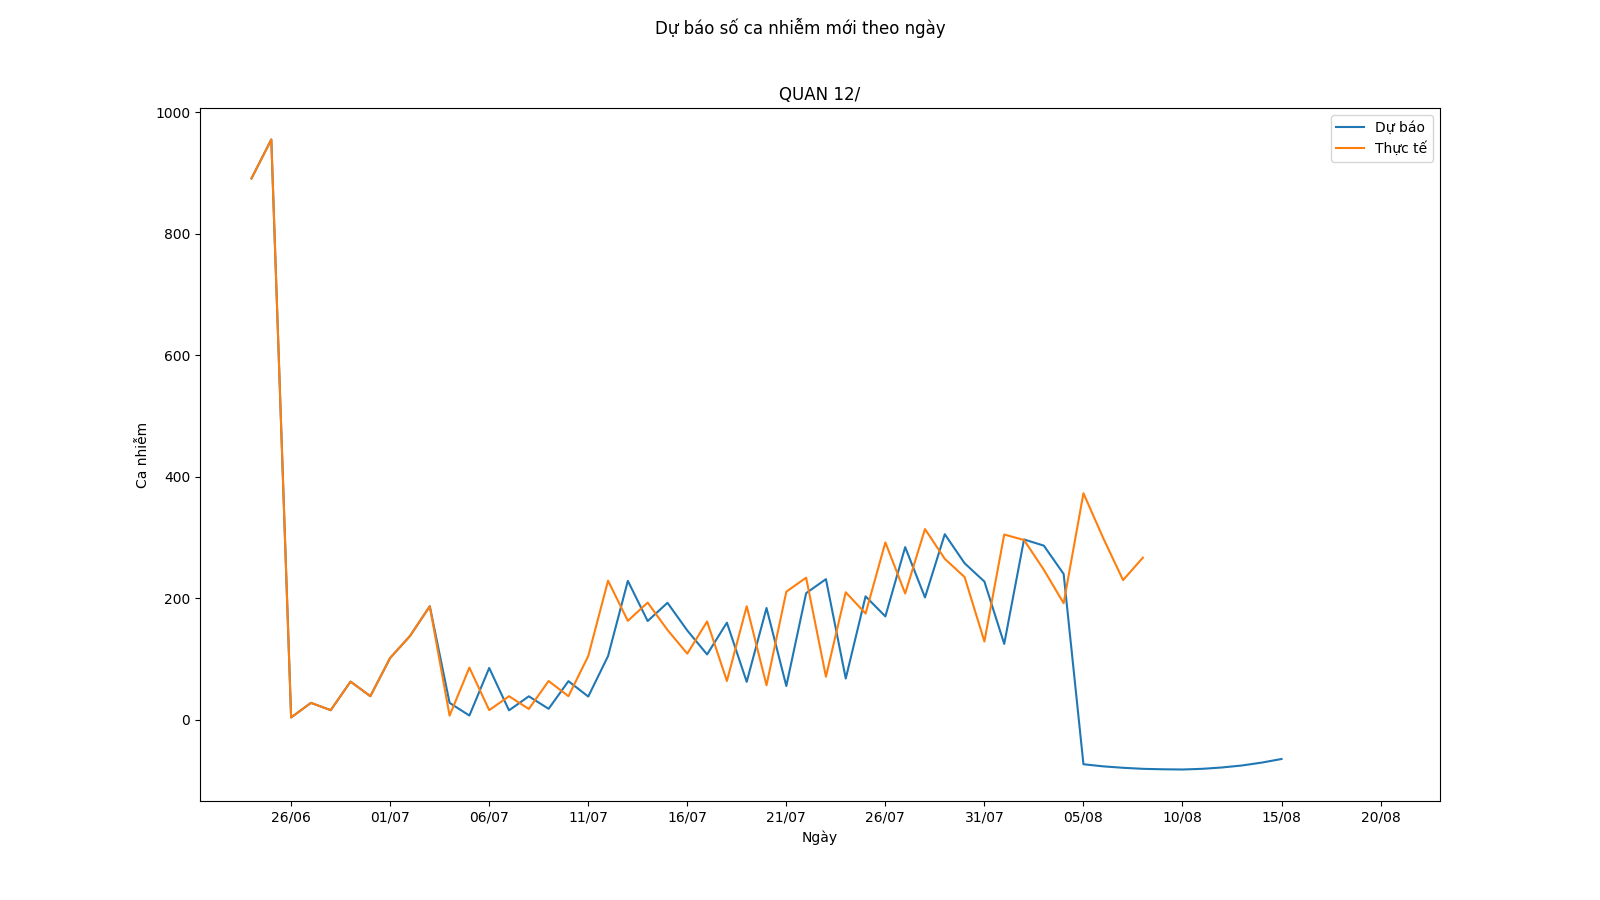 Dự báo số ca nhiễm mới theo ngày
QUAN 12/
Dự báo
Thực tế
1000
800
600
400
200
0
Ca nhiễm
26/06 01/07 06/07 11/07 16/07 21/07 26/07 31/07 05/08 10/08 15/08 20/08
Ngày